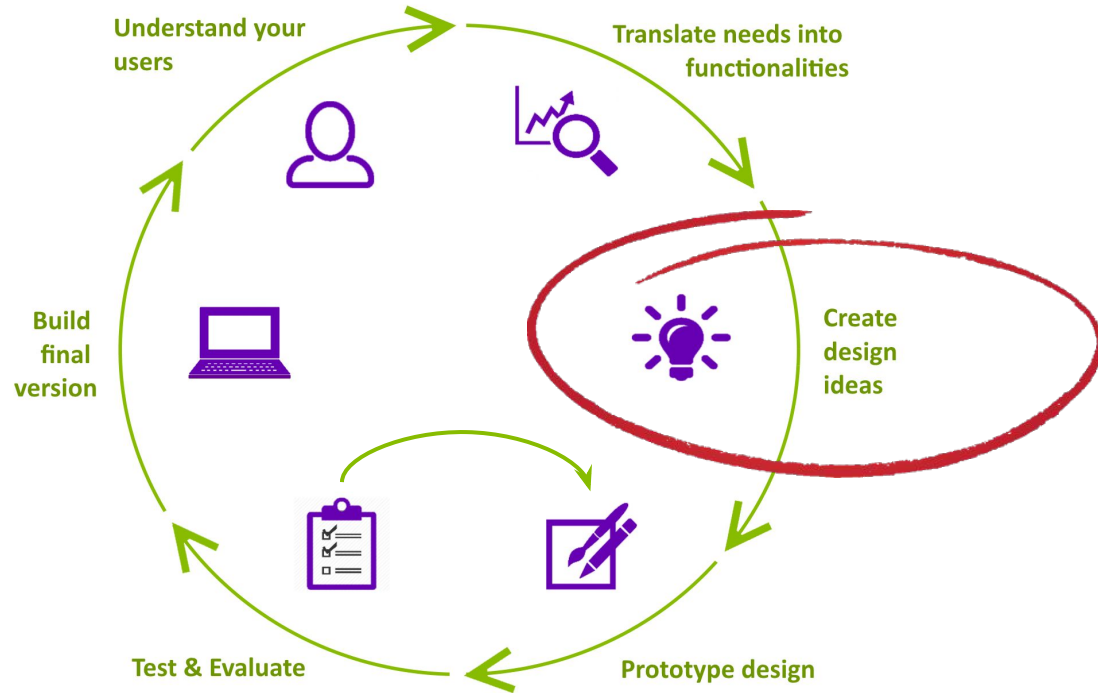 Understand your
users
Translate needs into
functionalities
Create
design
ideas
Prototype design
Test & Evaluate
Build
final
version